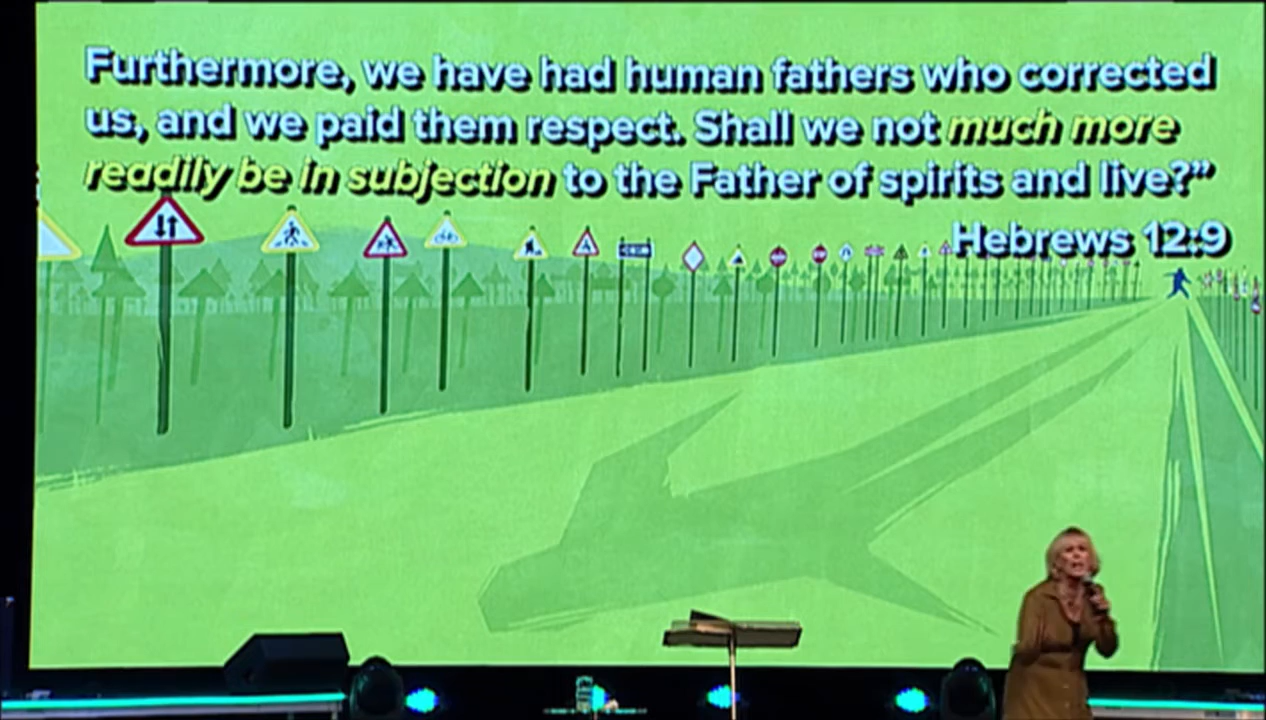 Furthermore, we have had human fathers who corrected
us, and we paid them respect. Shall we not much more
readily be in subjection to the Father of spirits and live?”
Hebrews 12:9